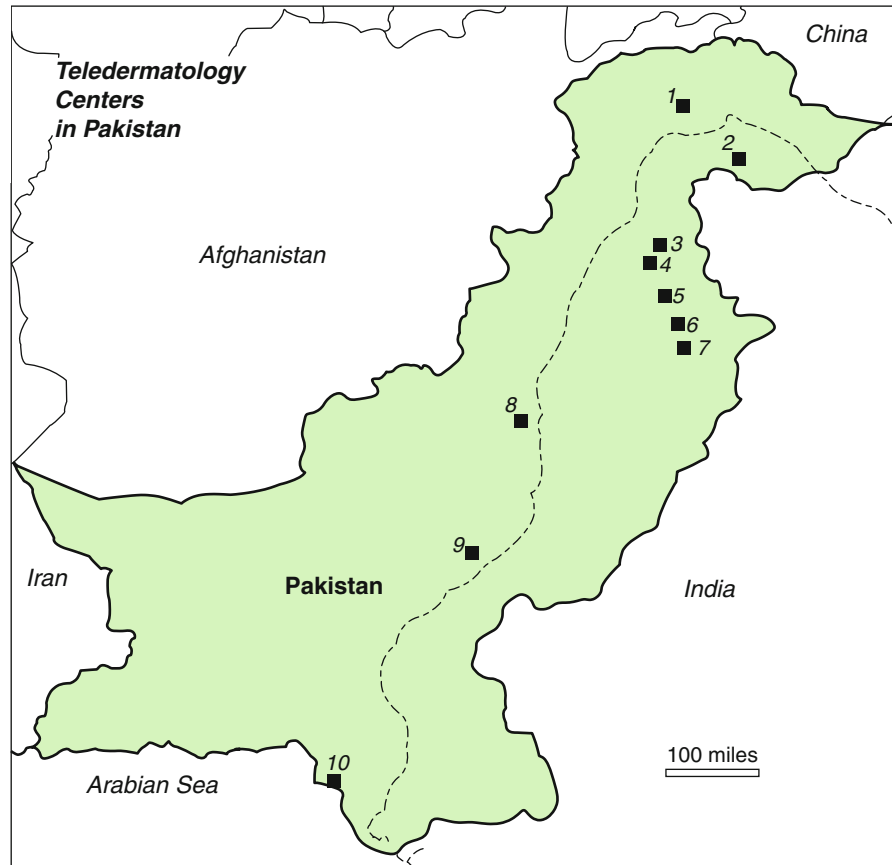 Teledermatology
Centers
in Pakistan
China
1
2
Afghanistan
3
4
5
6
7
8
9
Iran
Pakistan
India
10
Arabian Sea
100 miles